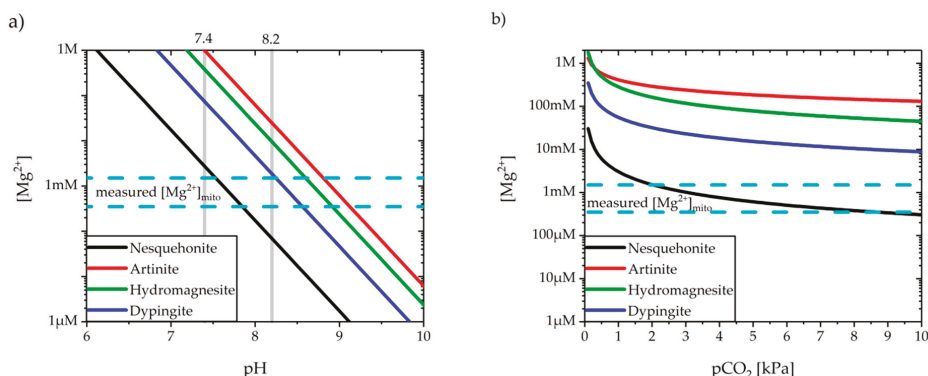 a)
7.4 8.2
1M
1mM
1µM
[Mg²⁺]
measured [Mg²⁺]mito
Nesquehonite
Artinite
Hydromagnesite
Dypingite
6 7 8 9 10
pH
b)
1M
100mM
10mM
1mM
100µM
10µM
1µM
[Mg²⁺]
measured [Mg²⁺]mito
Nesquehonite
Artinite
Hydromagnesite
Dypingite
0 1 2 3 4 5 6 7 8 9 10
pCO₂ [kPa]